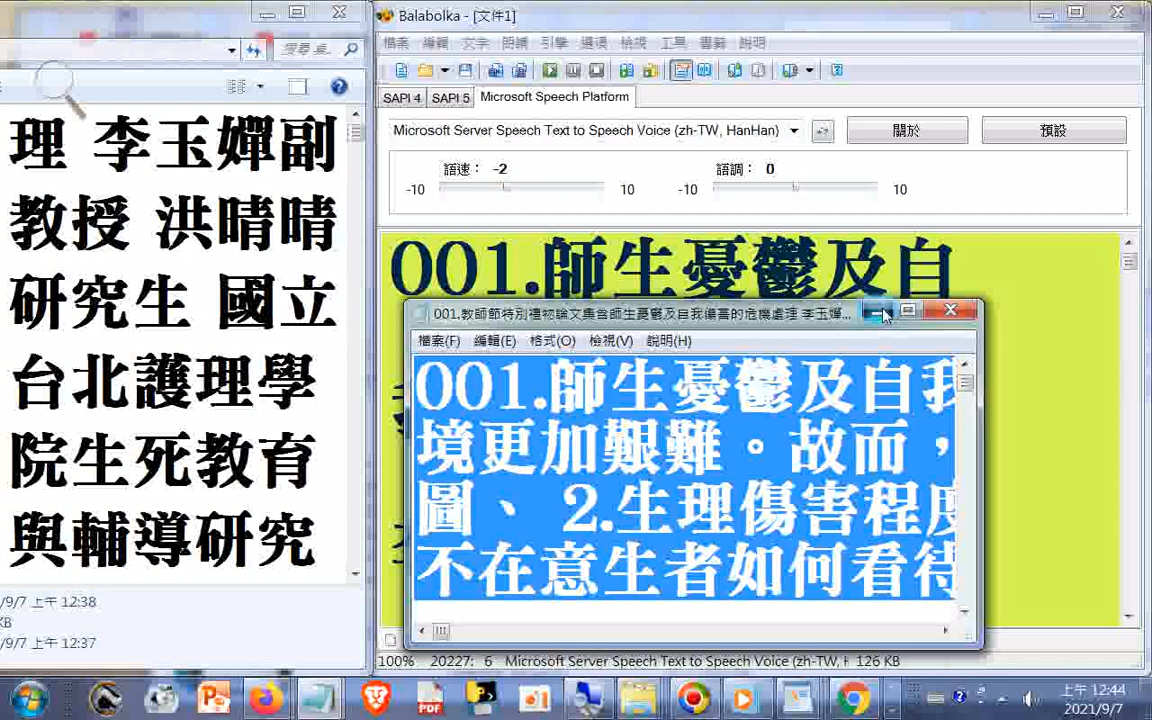 搜尋桌...
理 李玉嬋副
教授 洪晴晴
研究生 國立
台北護理學
院生死教育
與輔導研究
/9/7 上午 12:38
KB
/9/7 上午 12:37
Balabolka - [文件1]
檔案 編輯 文字 朗讀 引擎 選項 檢視 工具 書籤 說明
SAPI 4 SAPI 5 Microsoft Speech Platform
Microsoft Server Speech Text to Speech Voice (zh-TW, HanHan)
關於 預設
語速： -2 語調： 0
-10 10 -10 10
001.師生憂鬱及自
001.教師節特別禮物論文集合師生憂鬱及自我傷害的危機處理 李玉嬋...
檔案(F) 編輯(E) 格式(O) 檢視(V) 說明(H)
001.師生憂鬱及自我
境更加艱難。故而，
圖、 2.生理傷害程度
不在意生者如何看待
100% 20227: 6 Microsoft Server Speech Text to Speech Voice (zh-TW, H 126 KB
上午 12:44
2021/9/7